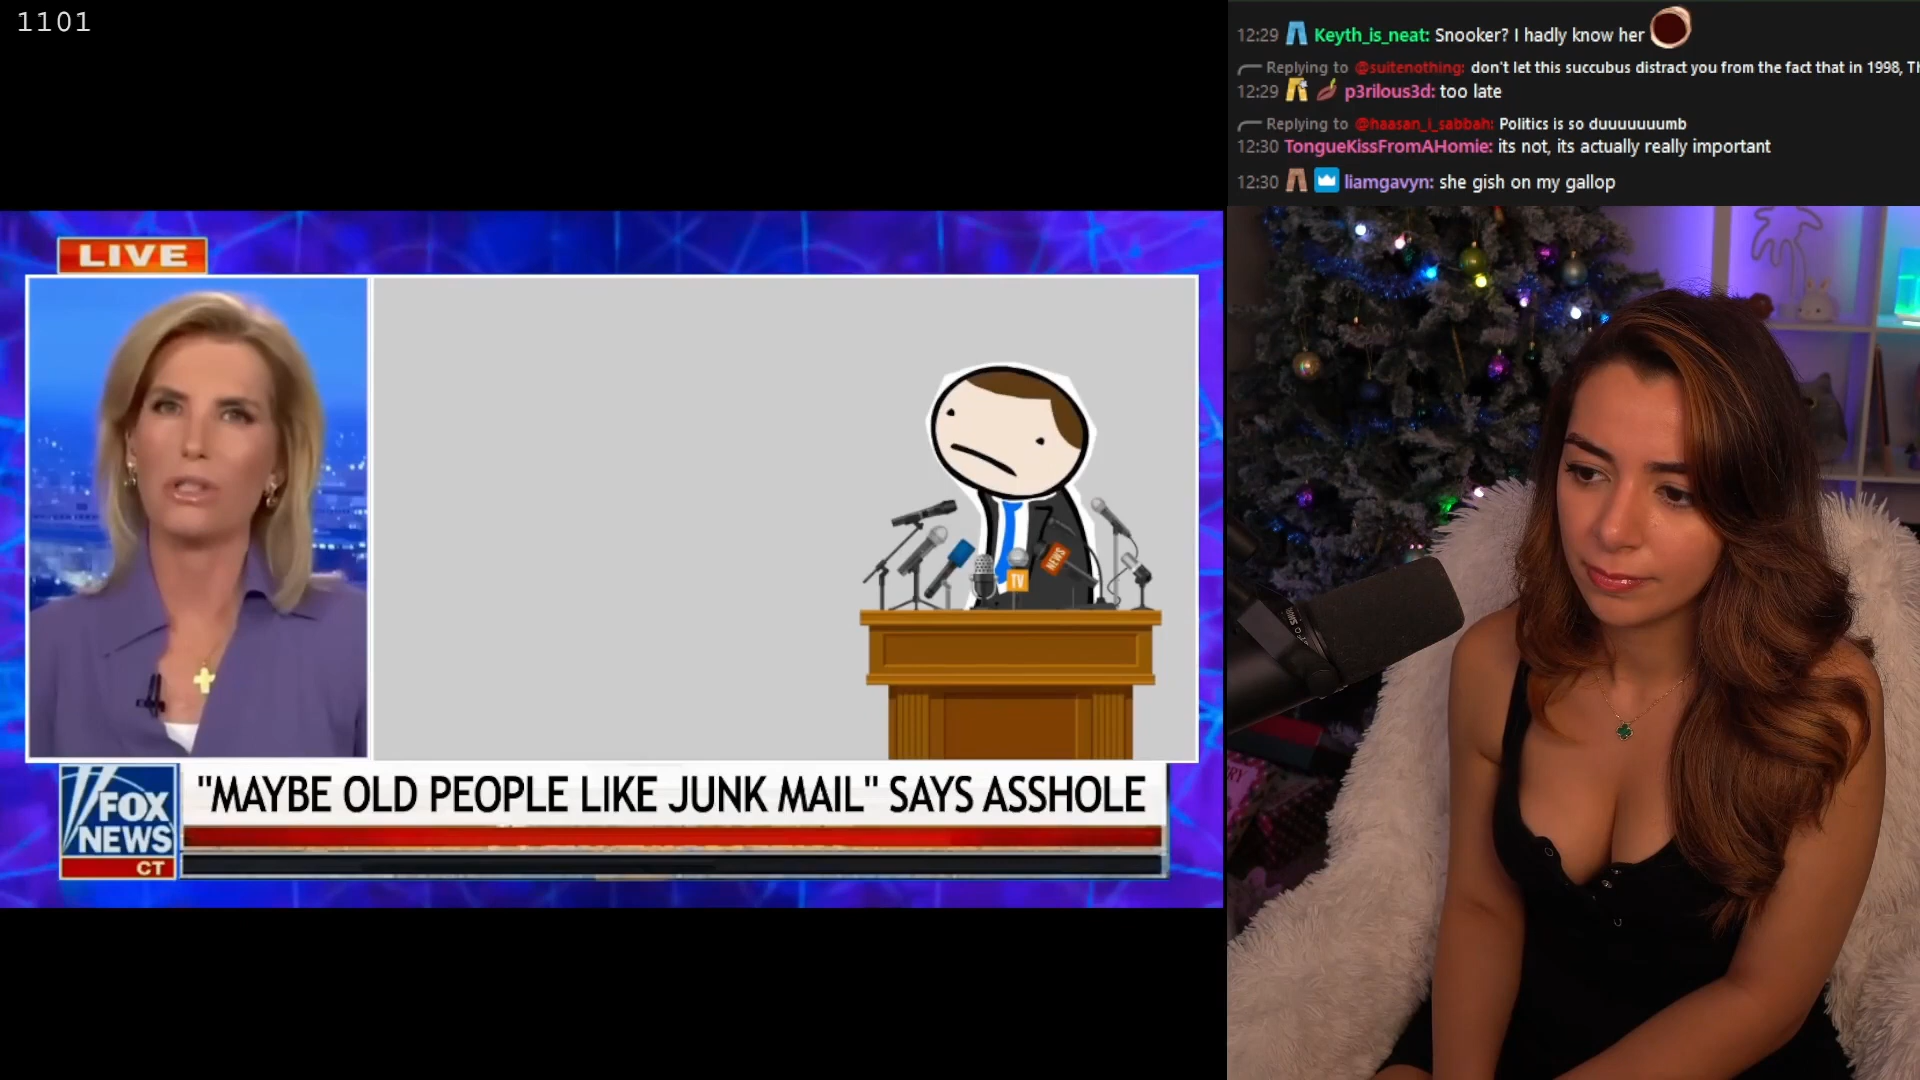 1101
12:29 Keyth_is_neat: Snooker? I hadly know her
Replying to @suitenothing: don't let this succubus distract you from the fact that in 1998, Th
12:29 p3rilous3d: too late
Replying to @haasan_i_sabbah: Politics is so duuuuuuumb
12:30 TongueKissFromAHomie: its not, its actually really important
12:30 liamgavyn: she gish on my gallop
LIVE
NEWS
TV
"MAYBE OLD PEOPLE LIKE JUNK MAIL" SAYS ASSHOLE
FOX
NEWS
CT